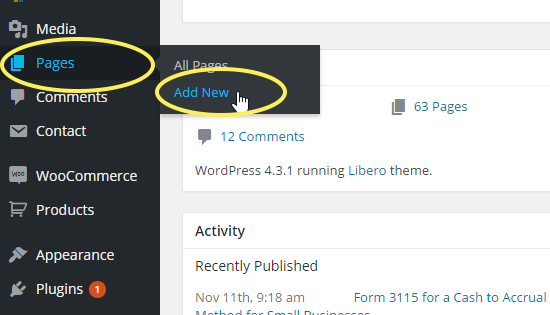 Media
Pages
All Pages
Add New
Comments
Contact
WooCommerce
Products
Appearance
Plugins 1
63 Pages
12 Comments
WordPress 4.3.1 running Libero theme.
Activity
Recently Published
Nov 11th, 9:18 am Form 3115 for a Cash to Accrual
Method for Small Businesses